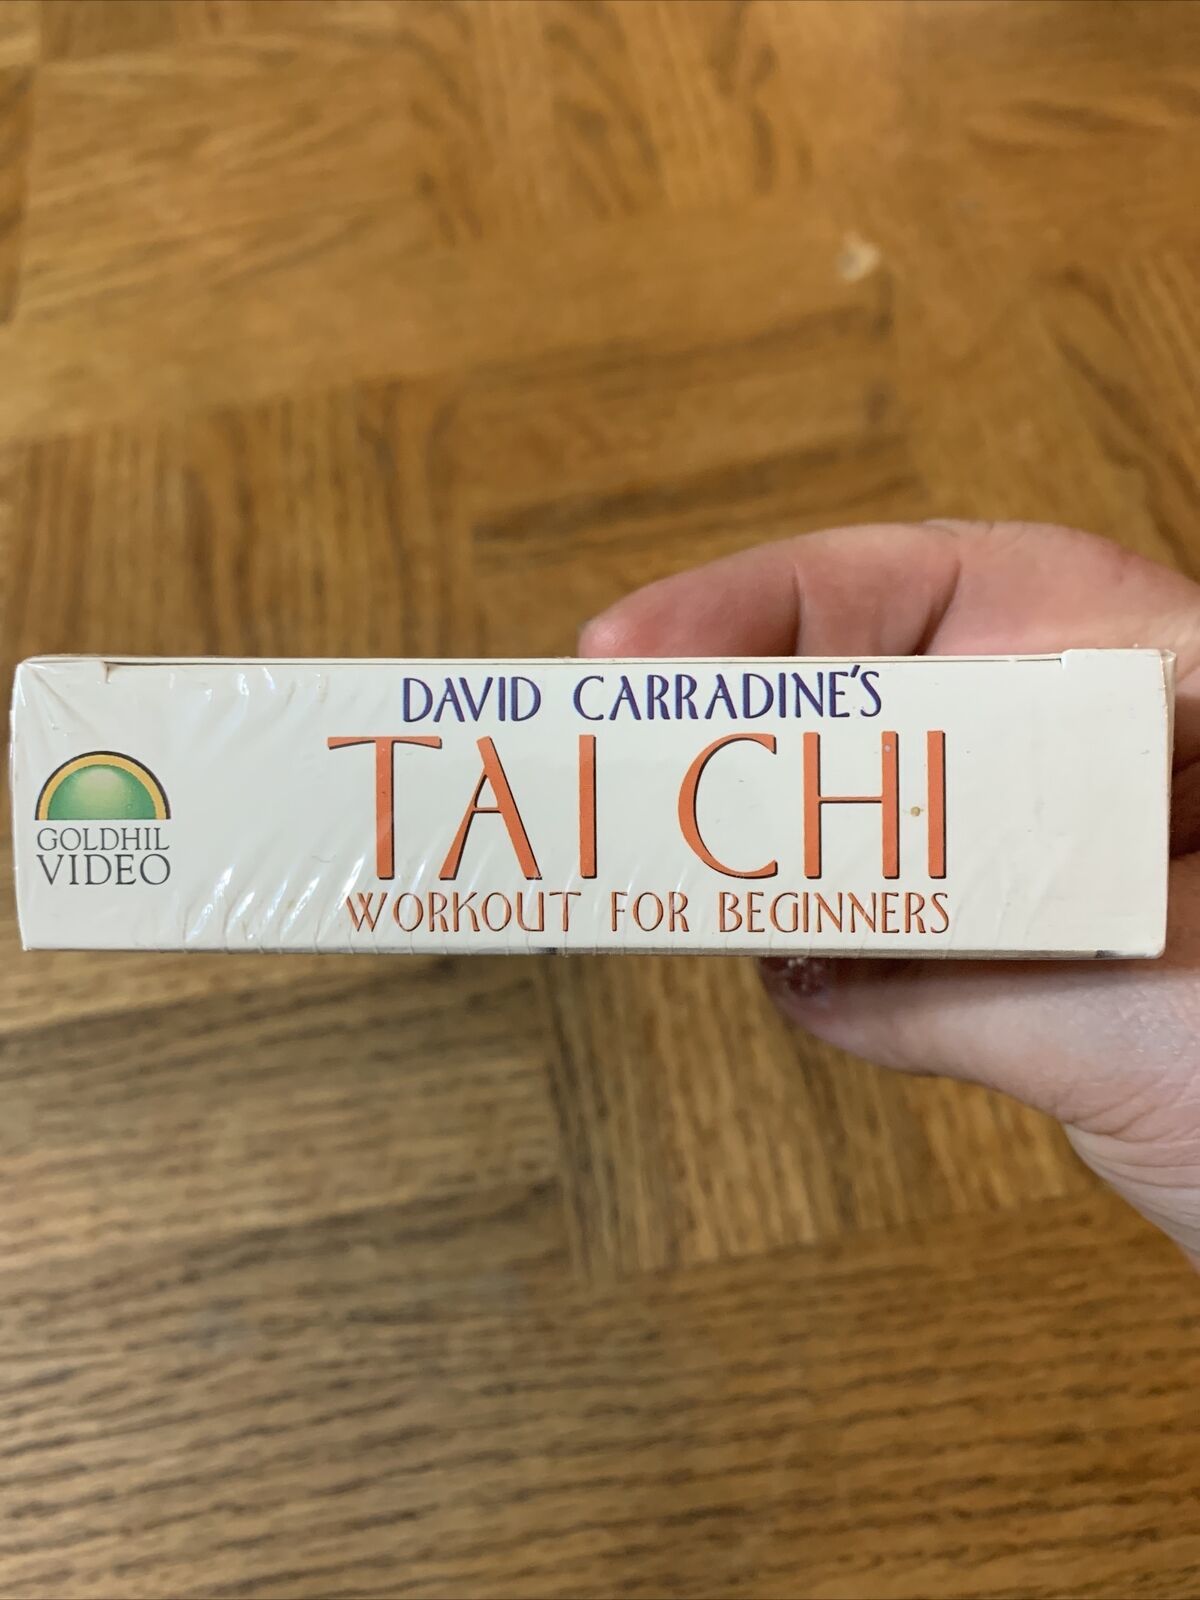 DAVID CARRADINE'S
TAI CHI
WORKOUT FOR BEGINNERS
GOLDHIL
VIDEO